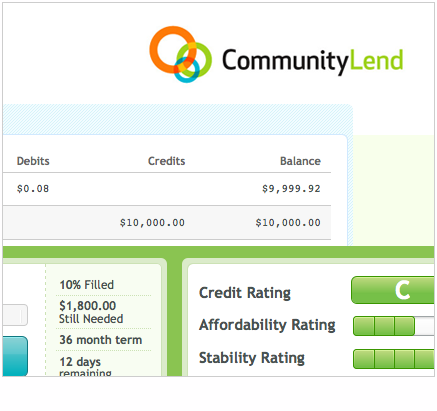 CommunityLend
Debits Credits Balance
$0.08 $9,999.92
$10,000.00 $10,000.00
10% Filled
$1,800.00
Still Needed
36 month term
12 days
remaining
Credit Rating C
Affordability Rating
Stability Rating